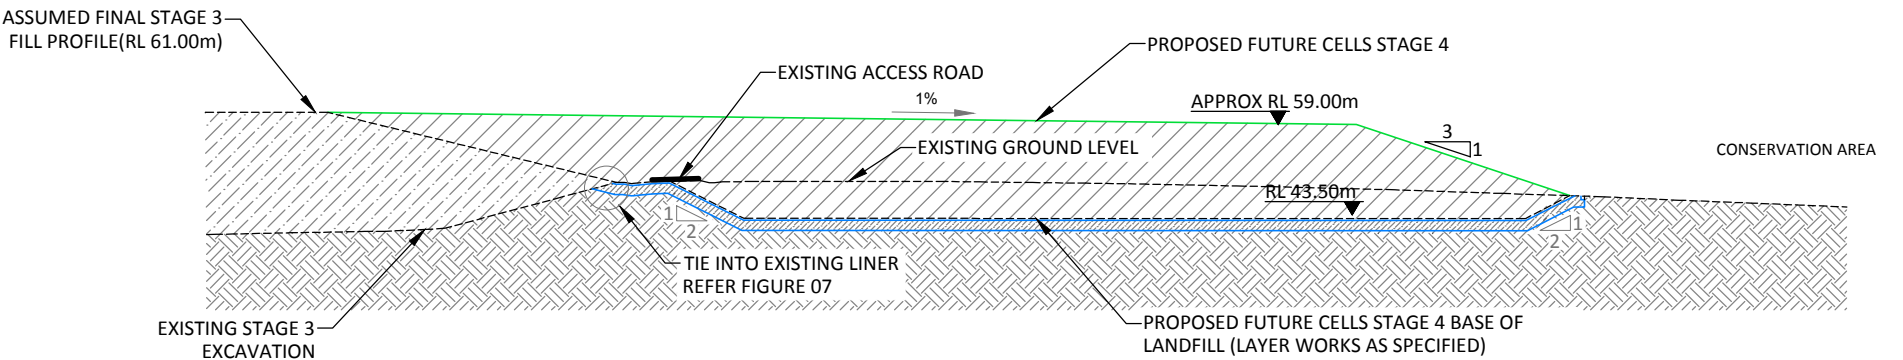 ASSUMED FINAL STAGE 3
FILL PROFILE(RL 61.00m)
PROPOSED FUTURE CELLS STAGE 4
EXISTING ACCESS ROAD
1%
APPROX RL 59.00m
3
1
EXISTING GROUND LEVEL
CONSERVATION AREA
RL 43.50m
1
2
1
2
TIE INTO EXISTING LINER
REFER FIGURE 07
EXISTING STAGE 3
EXCAVATION
PROPOSED FUTURE CELLS STAGE 4 BASE OF
LANDFILL (LAYER WORKS AS SPECIFIED)